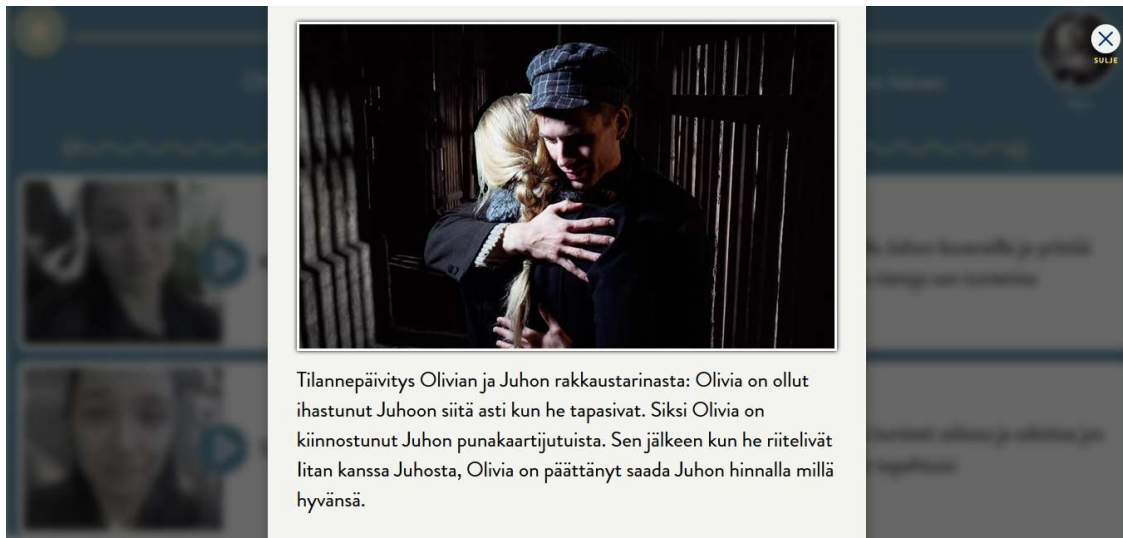 SULJE
Tilannepäivitys Olivian ja Juhon rakkaustarinasta: Olivia on ollut
ihastunut Juhoon siitä asti kun he tapasivat. Siksi Olivia on
kiinnostunut Juhon punakaartijutuista. Sen jälkeen kun he riitelivät
Iitan kanssa Juhosta, Olivia on päättänyt saada Juhon hinnalla millä
hyvänsä.